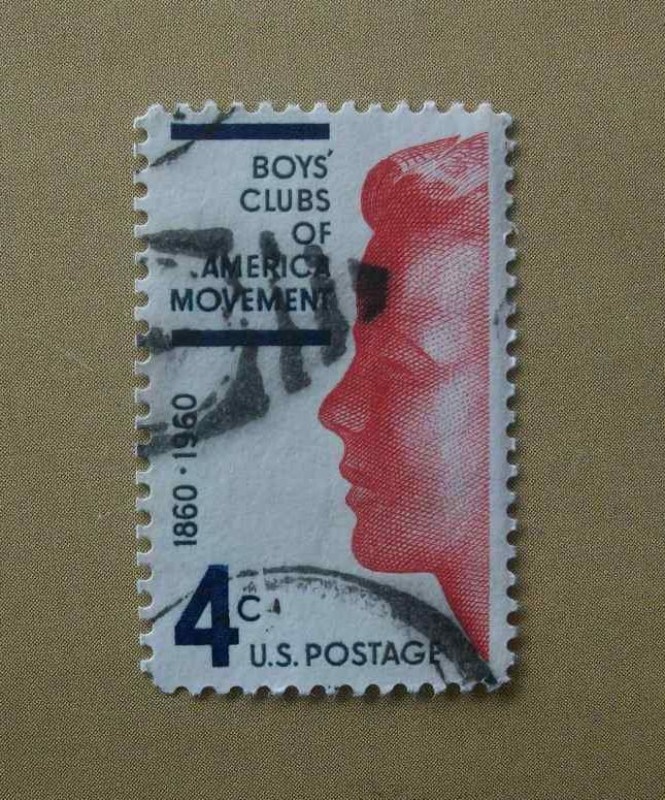 BOYS'
CLUBS
OF
AMERICA
MOVEMENT
1860 · 1960
4c
U.S. POSTAGE